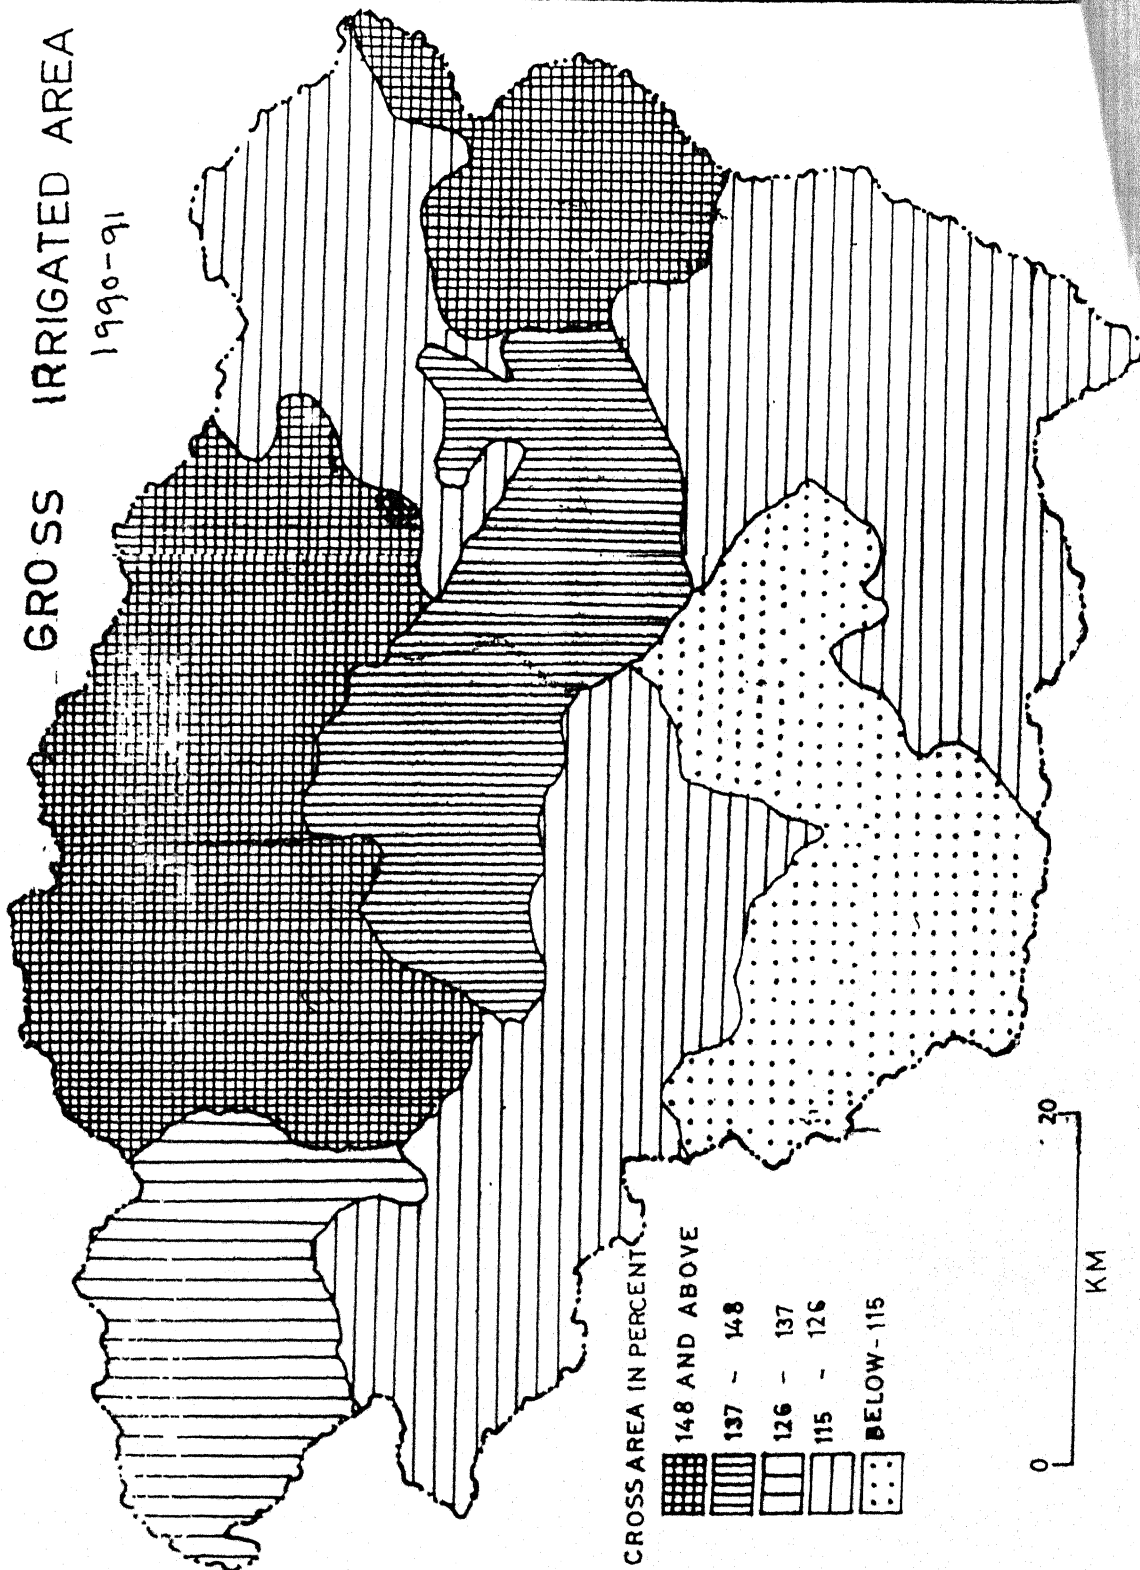 GROSS IRRIGATED AREA
1990-91
CROSS AREA IN PERCENT
148 AND ABOVE
137 - 148
126 - 137
115 - 126
BELOW-115
0 20
KM